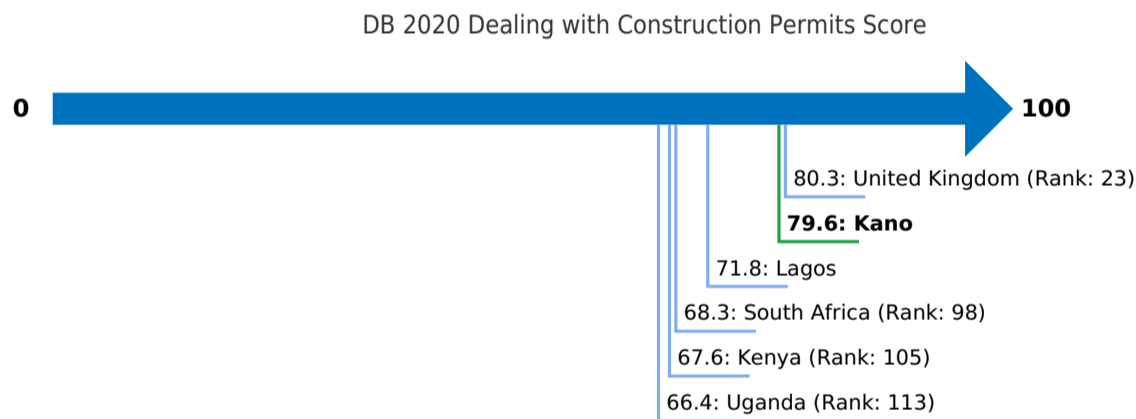 DB 2020 Dealing with Construction Permits Score
0
100
80.3: United Kingdom (Rank: 23)
79.6: Kano
71.8: Lagos
68.3: South Africa (Rank: 98)
67.6: Kenya (Rank: 105)
66.4: Uganda (Rank: 113)